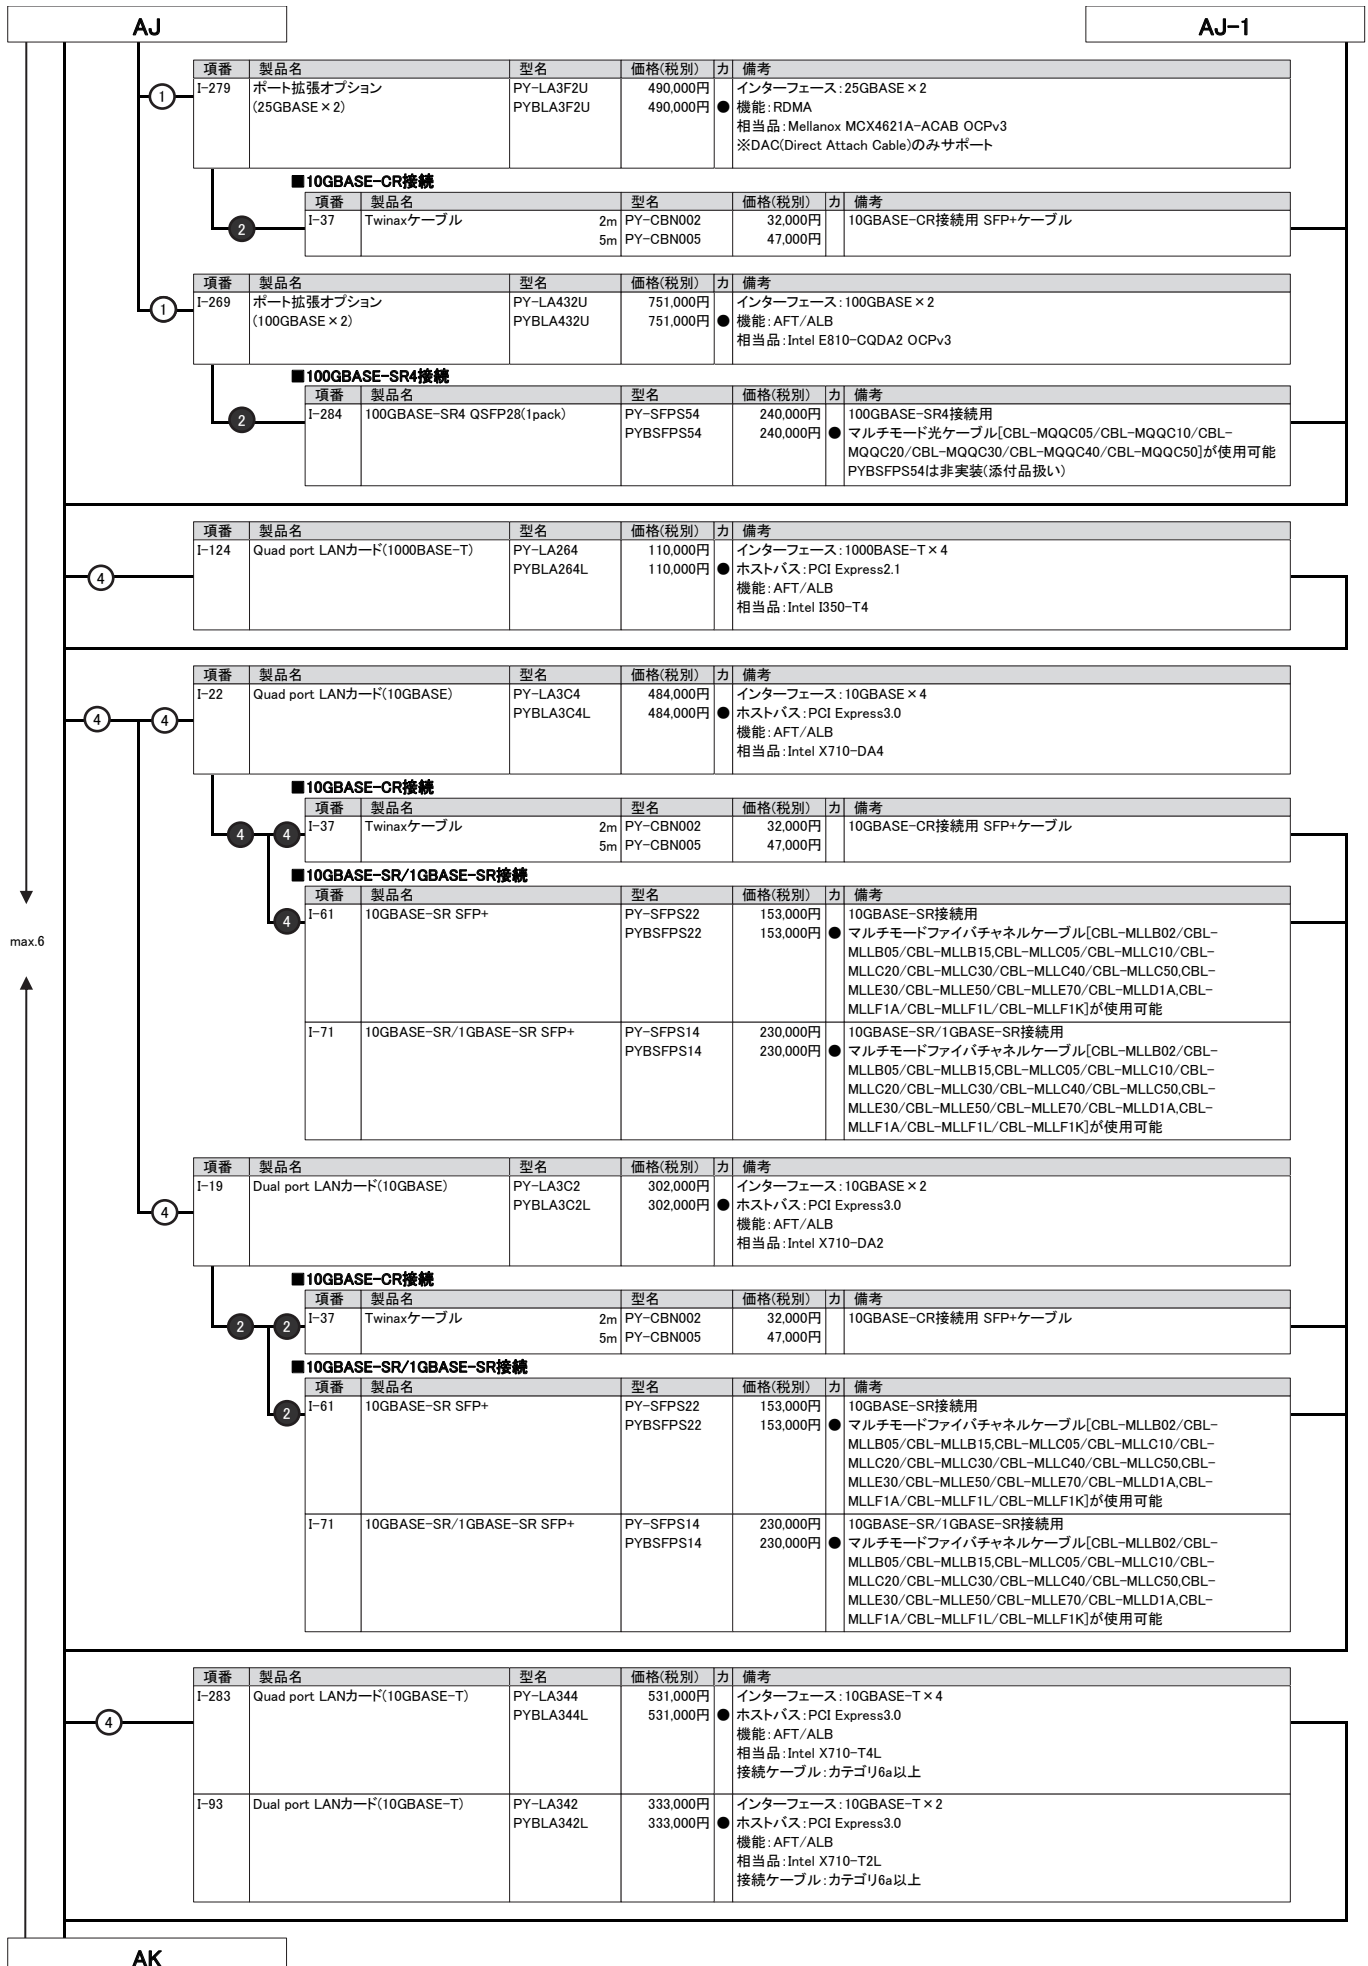 AJ
AJ-1
項番 製品名 型名 価格(税別) カ 備考
① I-279 ポート拡張オプション PY-LA3F2U 490,000円 インターフェース:25GBASE×2
(25GBASE×2) PYBLA3F2U 490,000円 ● 機能:RDMA
相当品:Mellanox MCX4621A-ACAB OCPv3
※DAC(Direct Attach Cable)のみサポート
■10GBASE-CR接続
項番 製品名 型名 価格(税別) カ 備考
2 I-37 Twinaxケーブル 2m PY-CBN002 32,000円 10GBASE-CR接続用 SFP+ケーブル
5m PY-CBN005 47,000円
項番 製品名 型名 価格(税別) カ 備考
① I-269 ポート拡張オプション PY-LA432U 751,000円 インターフェース:100GBASE×2
(100GBASE×2) PYBLA432U 751,000円 ● 機能:AFT/ALB
相当品:Intel E810-CQDA2 OCPv3
■100GBASE-SR4接続
項番 製品名 型名 価格(税別) カ 備考
2 I-284 100GBASE-SR4 QSFP28(1pack) PY-SFPS54 240,000円 100GBASE-SR4接続用
PYBSFPS54 240,000円 ● マルチモード光ケーブル[CBL-MQQC05/CBL-MQQC10/CBL-
MQQC20/CBL-MQQC30/CBL-MQQC40/CBL-MQQC50]が使用可能
PYBSFPS54は非実装(添付品扱い)
項番 製品名 型名 価格(税別) カ 備考
④ I-124 Quad port LANカード(1000BASE-T) PY-LA264 110,000円 インターフェース:1000BASE-T×4
PYBLA264L 110,000円 ● ホストバス:PCI Express2.1
機能:AFT/ALB
相当品:Intel I350-T4
項番 製品名 型名 価格(税別) カ 備考
④ ④ I-22 Quad port LANカード(10GBASE) PY-LA3C4 484,000円 インターフェース:10GBASE×4
PYBLA3C4L 484,000円 ● ホストバス:PCI Express3.0
機能:AFT/ALB
相当品:Intel X710-DA4
■10GBASE-CR接続
項番 製品名 型名 価格(税別) カ 備考
4 4 I-37 Twinaxケーブル 2m PY-CBN002 32,000円 10GBASE-CR接続用 SFP+ケーブル
5m PY-CBN005 47,000円
■10GBASE-SR/1GBASE-SR接続
項番 製品名 型名 価格(税別) カ 備考
4 I-61 10GBASE-SR SFP+ PY-SFPS22 153,000円 10GBASE-SR接続用
PYBSFPS22 153,000円 ● マルチモードファイバチャネルケーブル[CBL-MLLB02/CBL-
max.6
MLLB05/CBL-MLLB15,CBL-MLLC05/CBL-MLLC10/CBL-
MLLC20/CBL-MLLC30/CBL-MLLC40/CBL-MLLC50,CBL-
MLLE30/CBL-MLLE50/CBL-MLLE70/CBL-MLLD1A,CBL-
MLLF1A/CBL-MLLF1L/CBL-MLLF1K]が使用可能
I-71 10GBASE-SR/1GBASE-SR SFP+ PY-SFPS14 230,000円 10GBASE-SR/1GBASE-SR接続用
PYBSFPS14 230,000円 ● マルチモードファイバチャネルケーブル[CBL-MLLB02/CBL-
MLLB05/CBL-MLLB15,CBL-MLLC05/CBL-MLLC10/CBL-
MLLC20/CBL-MLLC30/CBL-MLLC40/CBL-MLLC50,CBL-
MLLE30/CBL-MLLE50/CBL-MLLE70/CBL-MLLD1A,CBL-
MLLF1A/CBL-MLLF1L/CBL-MLLF1K]が使用可能
項番 製品名 型名 価格(税別) カ 備考
④ I-19 Dual port LANカード(10GBASE) PY-LA3C2 302,000円 インターフェース:10GBASE×2
PYBLA3C2L 302,000円 ● ホストバス:PCI Express3.0
機能:AFT/ALB
相当品:Intel X710-DA2
■10GBASE-CR接続
項番 製品名 型名 価格(税別) カ 備考
2 2 I-37 Twinaxケーブル 2m PY-CBN002 32,000円 10GBASE-CR接続用 SFP+ケーブル
5m PY-CBN005 47,000円
■10GBASE-SR/1GBASE-SR接続
項番 製品名 型名 価格(税別) カ 備考
2 I-61 10GBASE-SR SFP+ PY-SFPS22 153,000円 10GBASE-SR接続用
PYBSFPS22 153,000円 ● マルチモードファイバチャネルケーブル[CBL-MLLB02/CBL-
MLLB05/CBL-MLLB15,CBL-MLLC05/CBL-MLLC10/CBL-
MLLC20/CBL-MLLC30/CBL-MLLC40/CBL-MLLC50,CBL-
MLLE30/CBL-MLLE50/CBL-MLLE70/CBL-MLLD1A,CBL-
MLLF1A/CBL-MLLF1L/CBL-MLLF1K]が使用可能
I-71 10GBASE-SR/1GBASE-SR SFP+ PY-SFPS14 230,000円 10GBASE-SR/1GBASE-SR接続用
PYBSFPS14 230,000円 ● マルチモードファイバチャネルケーブル[CBL-MLLB02/CBL-
MLLB05/CBL-MLLB15,CBL-MLLC05/CBL-MLLC10/CBL-
MLLC20/CBL-MLLC30/CBL-MLLC40/CBL-MLLC50,CBL-
MLLE30/CBL-MLLE50/CBL-MLLE70/CBL-MLLD1A,CBL-
MLLF1A/CBL-MLLF1L/CBL-MLLF1K]が使用可能
項番 製品名 型名 価格(税別) カ 備考
④ I-283 Quad port LANカード(10GBASE-T) PY-LA344 531,000円 インターフェース:10GBASE-T×4
PYBLA344L 531,000円 ● ホストバス:PCI Express3.0
機能:AFT/ALB
相当品:Intel X710-T4L
接続ケーブル:カテゴリ6a以上
I-93 Dual port LANカード(10GBASE-T) PY-LA342 333,000円 インターフェース:10GBASE-T×2
PYBLA342L 333,000円 ● ホストバス:PCI Express3.0
機能:AFT/ALB
相当品:Intel X710-T2L
接続ケーブル:カテゴリ6a以上
AK